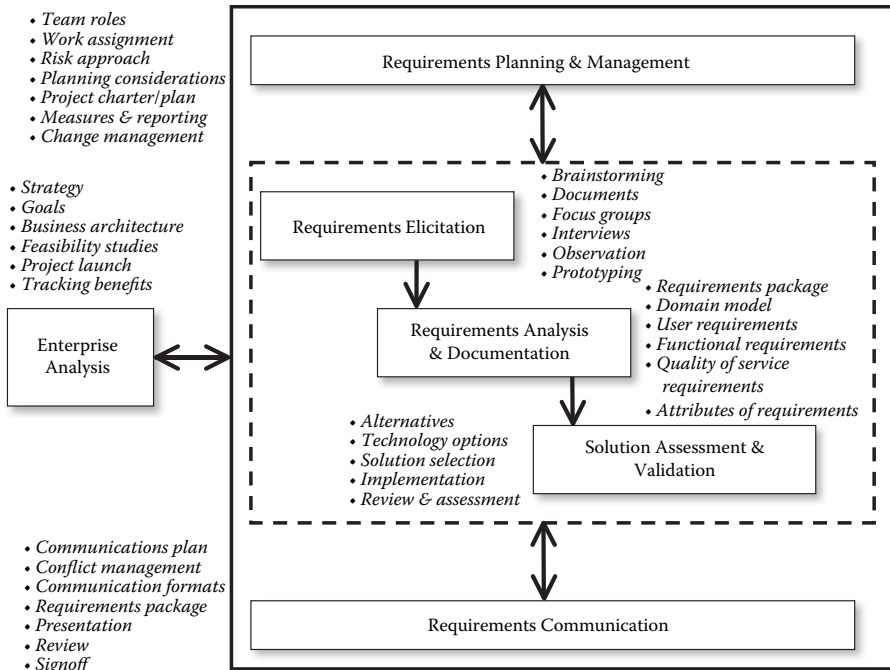 • Team roles
• Work assignment
• Risk approach
• Planning considerations
• Project charter/plan
• Measures & reporting
• Change management
Requirements Planning & Management
• Strategy
• Goals
• Business architecture
• Feasibility studies
• Project launch
• Tracking benefits
Enterprise
Analysis
• Brainstorming
• Documents
• Focus groups
• Interviews
• Observation
• Prototyping
Requirements Elicitation
• Requirements package
• Domain model
• User requirements
• Functional requirements
• Quality of service
requirements
• Attributes of requirements
Requirements Analysis
& Documentation
• Alternatives
• Technology options
• Solution selection
• Implementation
• Review & assessment
Solution Assessment &
Validation
• Communications plan
• Conflict management
• Communication formats
• Requirements package
• Presentation
• Review
• Signoff
Requirements Communication